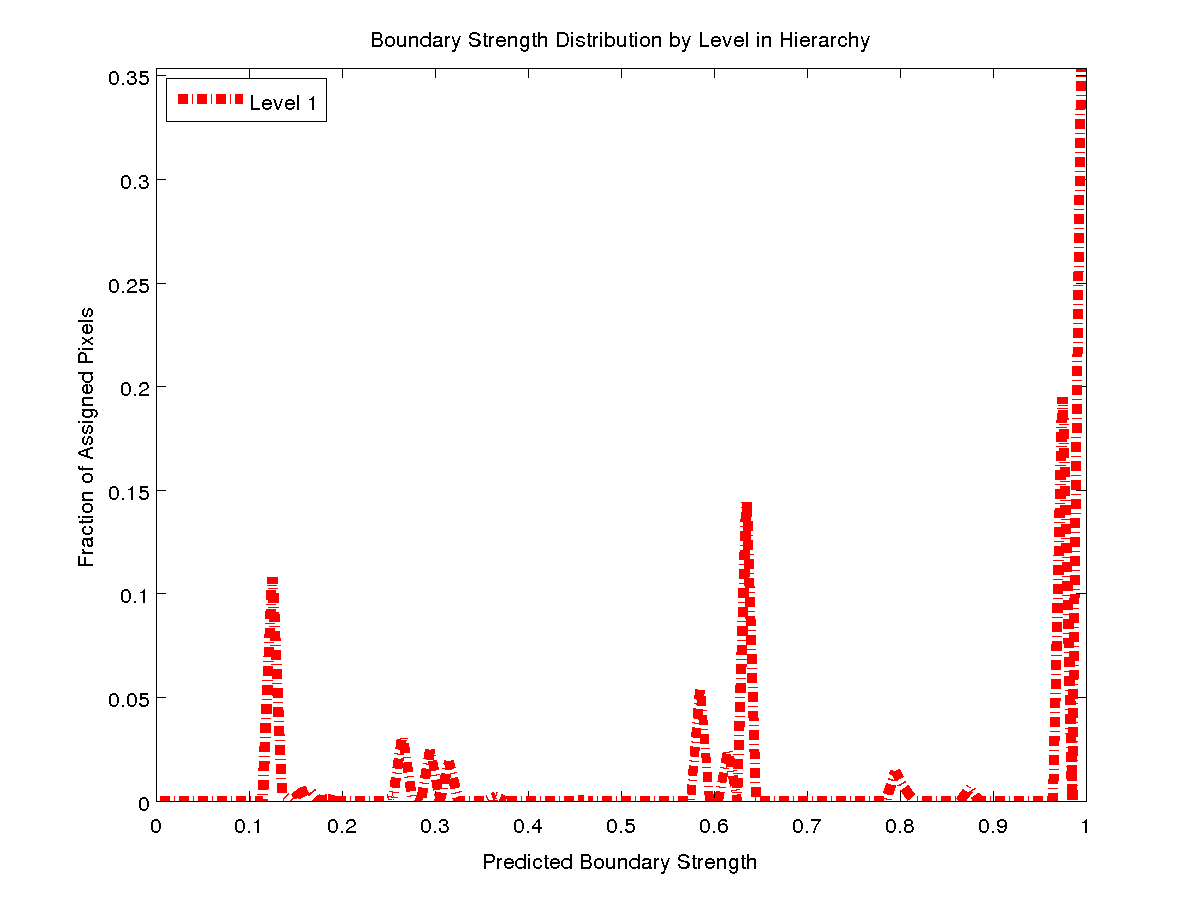 Boundary Strength Distribution by Level in Hierarchy
Level 1
Fraction of Assigned Pixels
0.35
0.3
0.25
0.2
0.15
0.1
0.05
0
0 0.1 0.2 0.3 0.4 0.5 0.6 0.7 0.8 0.9 1
Predicted Boundary Strength